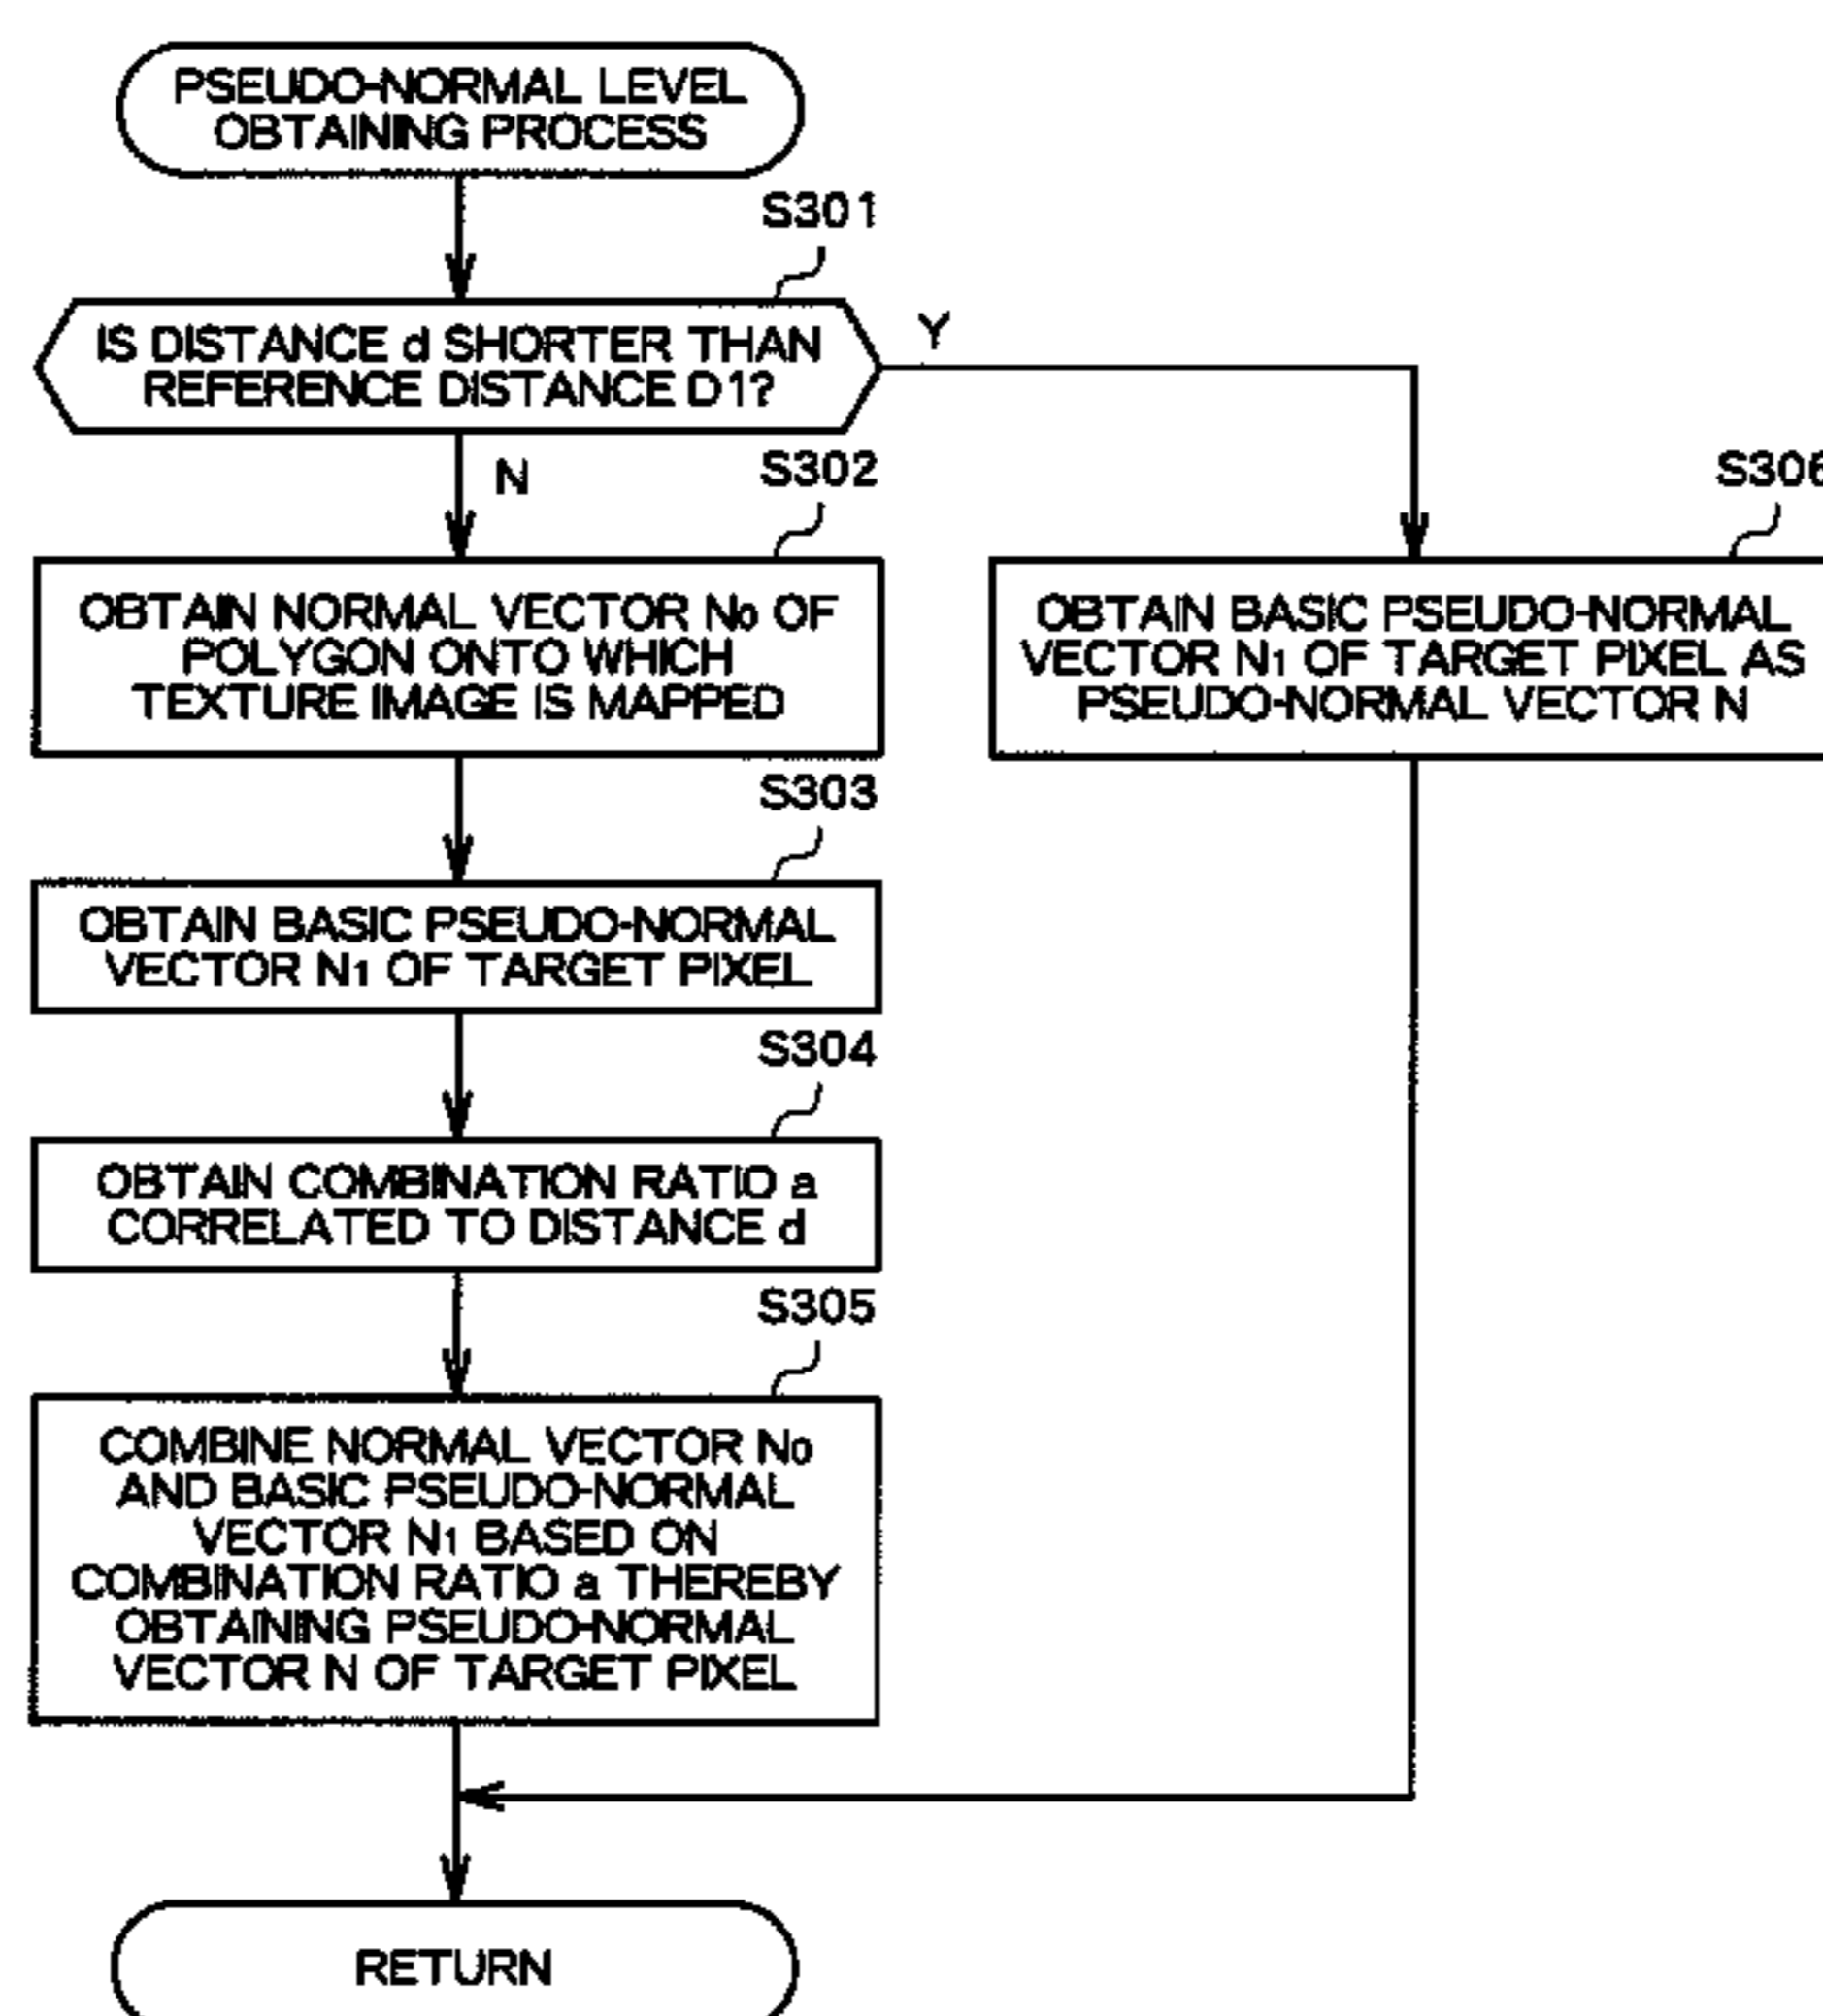 PSEUDO-NORMAL LEVEL
OBTAINING PROCESS
S301
IS DISTANCE d SHORTER THAN
REFERENCE DISTANCE D1?
Y
N
S302
OBTAIN NORMAL VECTOR N0 OF
POLYGON ONTO WHICH
TEXTURE IMAGE IS MAPPED
S306
OBTAIN BASIC PSEUDO-NORMAL
VECTOR N1 OF TARGET PIXEL AS
PSEUDO-NORMAL VECTOR N
S303
OBTAIN BASIC PSEUDO-NORMAL
VECTOR N1 OF TARGET PIXEL
S304
OBTAIN COMBINATION RATIO a
CORRELATED TO DISTANCE d
S305
COMBINE NORMAL VECTOR N0
AND BASIC PSEUDO-NORMAL
VECTOR N1 BASED ON
COMBINATION RATIO a THEREBY
OBTAINING PSEUDO-NORMAL
VECTOR N OF TARGET PIXEL
RETURN